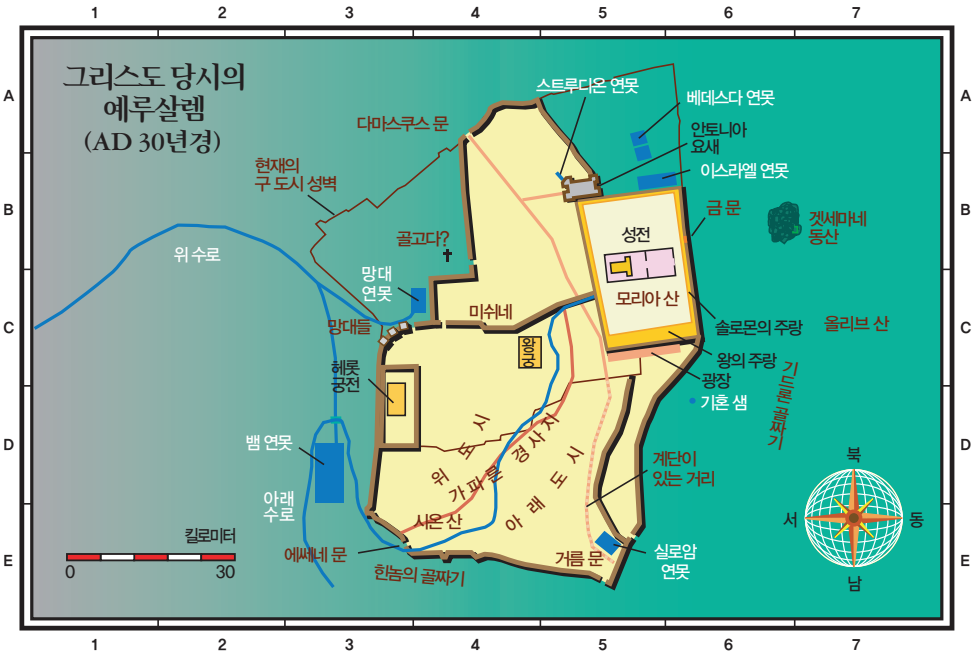 1 2 3 4 5 6 7
A A
B B
C C
D D
E E
그리스도 당시의
예루살렘
(AD 30년경)
스트루디온 연못
베데스다 연못
다마스쿠스 문
안토니아
요새
현재의
구 도시 성벽
이스라엘 연못
금 문
겟세마네
동산
골고다?
성전
위 수로
망대
연못
모리아 산
미쉬네
망대들
솔로몬의 주랑
올리브 산
왕궁
왕의 주랑
헤롯
궁전
광장
기드론 골짜기
기혼 샘
위 도시
가파른 경사지
아래 도시
뱀 연못
계단이
있는 거리
북
서
동
남
아래
수로
시온 산
킬로미터
0 30
에쎄네 문
한놈의 골짜기
거름 문
실로암
연못
1 2 3 4 5 6 7